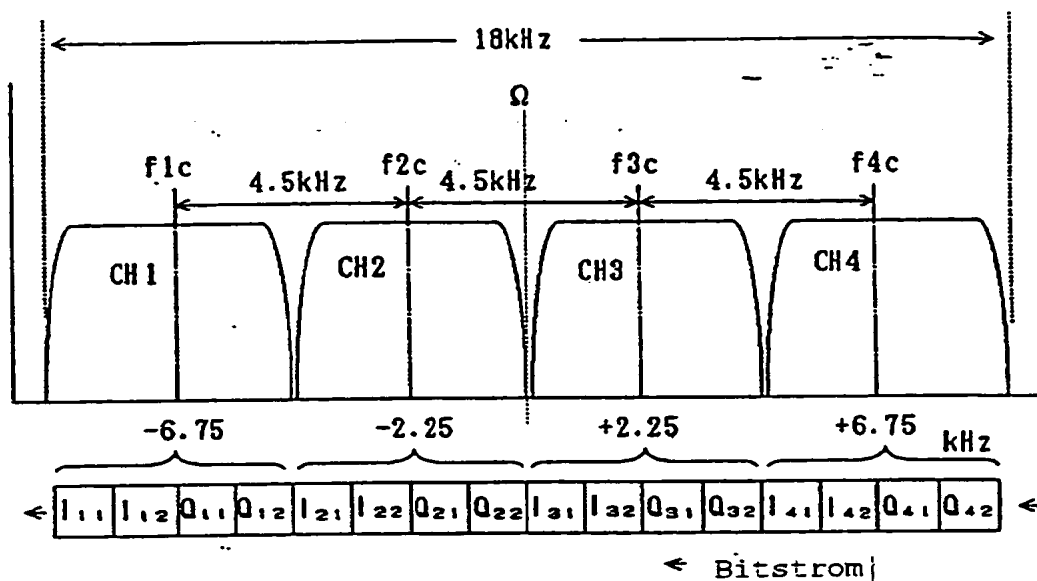 18kHz
Ω
f1c f2c f3c f4c
4.5kHz 4.5kHz 4.5kHz
CH1 CH2 CH3 CH4
-6.75 -2.25 +2.25 +6.75 kHz
I₁₁ I₁₂ Q₁₁ Q₁₂ I₂₁ I₂₂ Q₂₁ Q₂₂ I₃₁ I₃₂ Q₃₁ Q₃₂ I₄₁ I₄₂ Q₄₁ Q₄₂
← Bitstrom